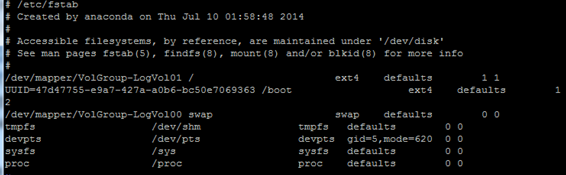 # /etc/fstab
# Created by anaconda on Thu Jul 10 01:58:48 2014
#
# Accessible filesystems, by reference, are maintained under '/dev/disk'
# See man pages fstab(5), findfs(8), mount(8) and/or blkid(8) for more info
#
/dev/mapper/VolGroup-LogVol01 / ext4 defaults 1 1
UUID=47d47755-e9a7-427a-a0b6-bc50e7069363 /boot ext4 defaults 1
2
/dev/mapper/VolGroup-LogVol00 swap swap defaults 0 0
tmpfs /dev/shm tmpfs defaults 0 0
devpts /dev/pts devpts gid=5,mode=620 0 0
sysfs /sys sysfs defaults 0 0
proc /proc proc defaults 0 0